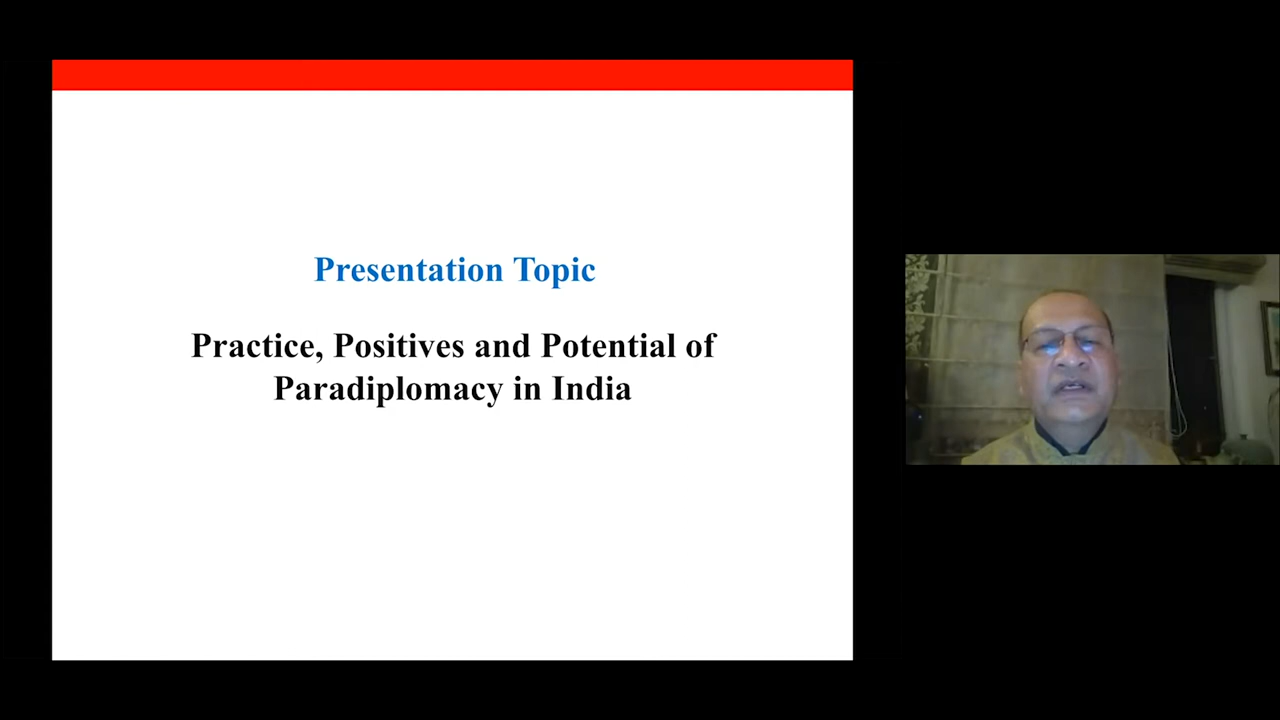 Presentation Topic
Practice, Positives and Potential of
Paradiplomacy in India